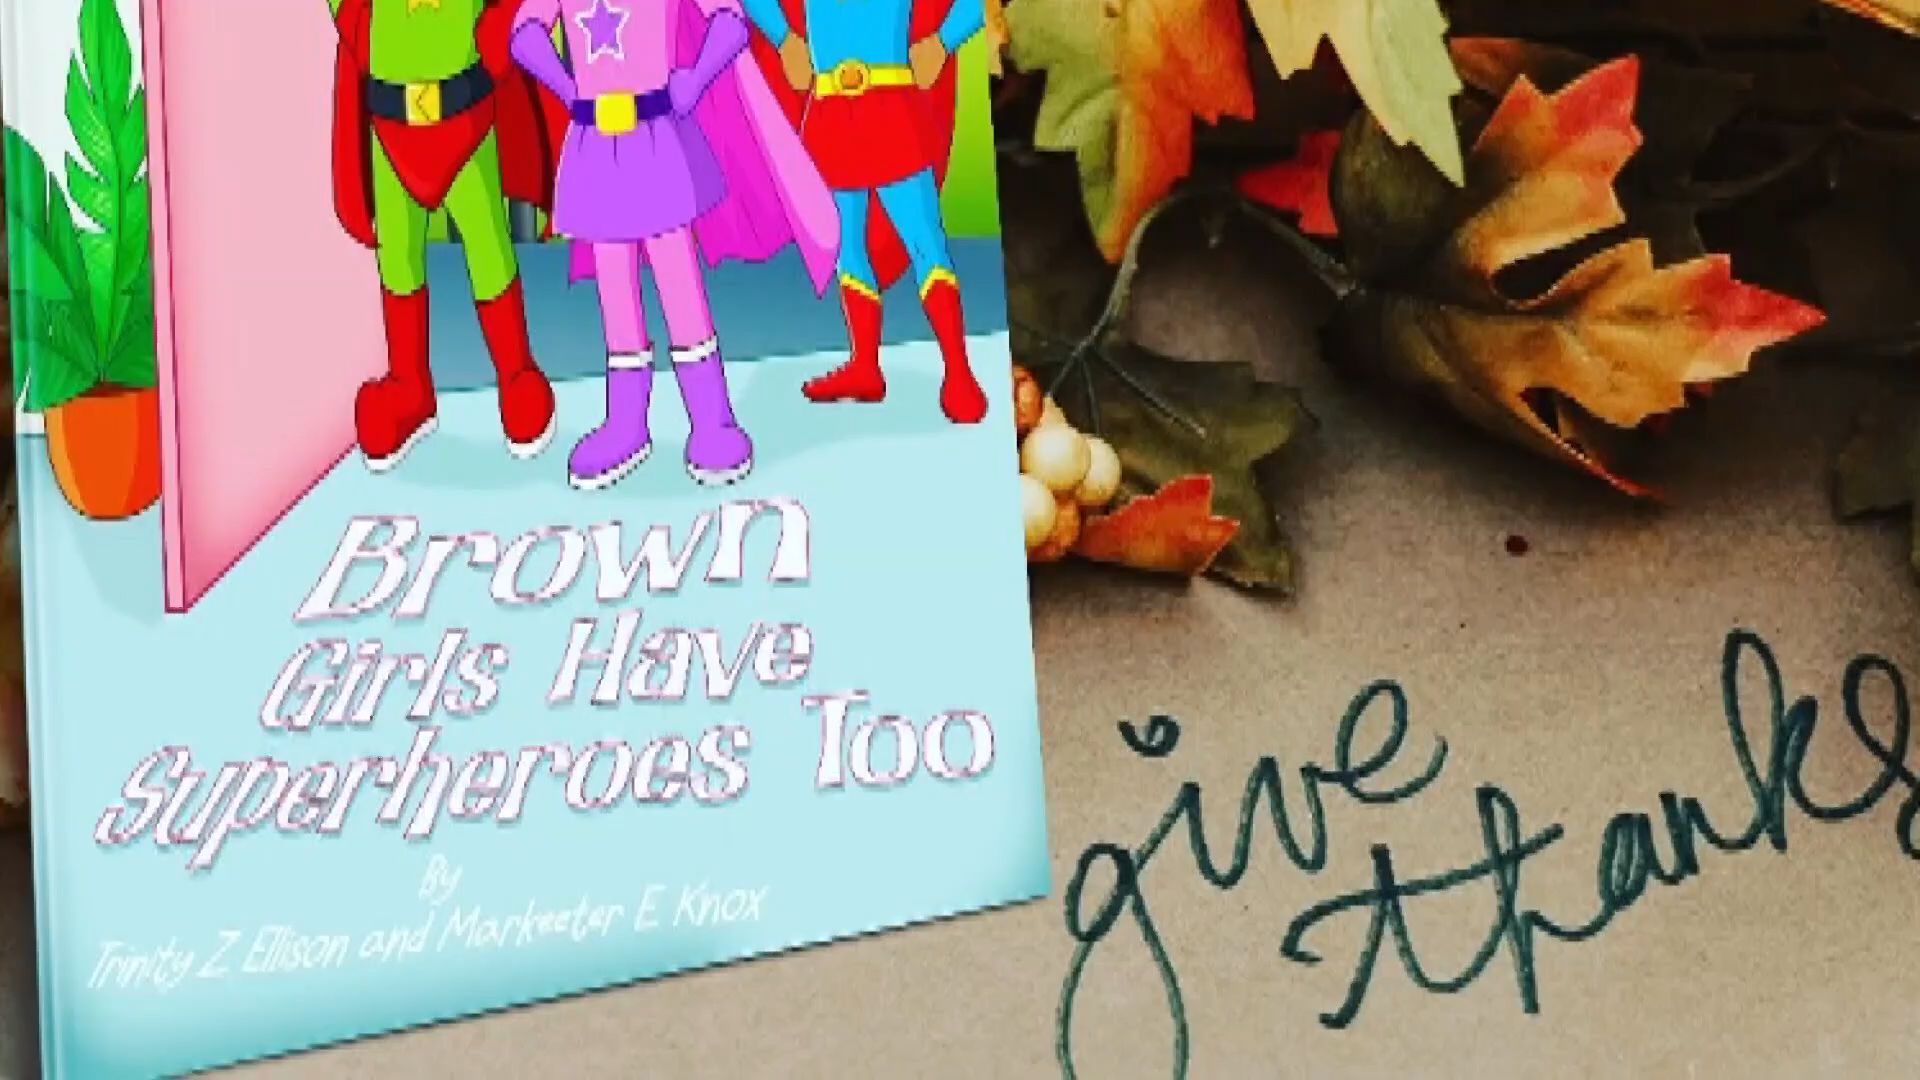 Brown
Girls Have
Superheroes Too
By
Trinity Z Ellison and Markeeter E Knox
give
thanks